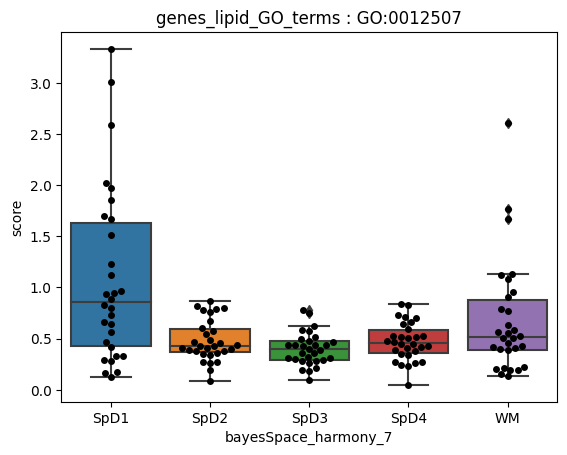 genes_lipid_GO_terms : GO:0012507
3.0
2.5
2.0
1.5
1.0
0.5
0.0
score
SpD1 SpD2 SpD3 SpD4 WM
bayesSpace_harmony_7